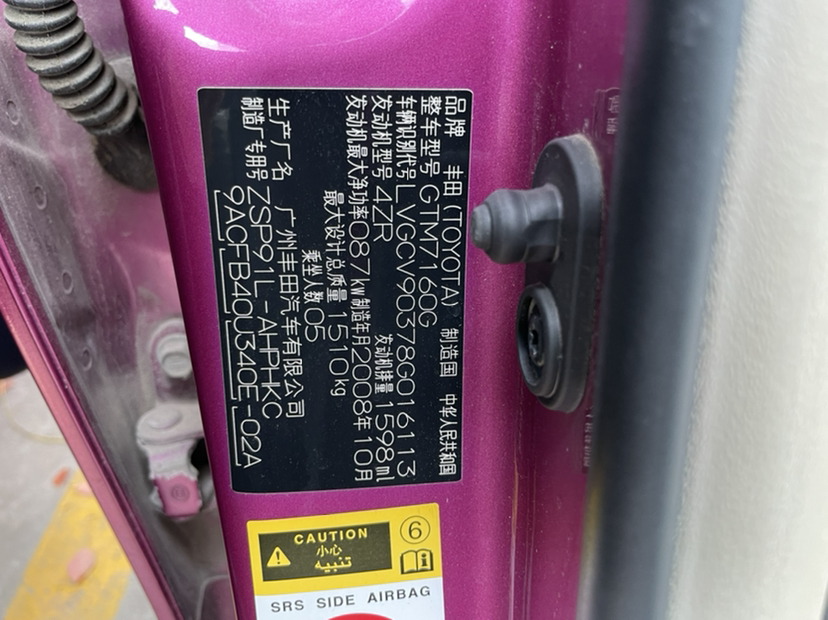 品牌 丰田(TOYOTA) 制造国 中华人民共和国
整车型号 GTM7160G
车辆识别代号 LVGCV90378G016113
发动机型号 4ZR 发动机排量 1598ml
发动机最大净功率 087kw 制造年月 2008年10月
最大设计总质量 1510kg
乘坐人数 05
生产厂名 广州丰田汽车有限公司
制造厂专用号 ZSP91L-AHPHKC
9ACFB40U340E-02A
CAUTION
小心
تنبيه
6
SRS SIDE AIRBAG